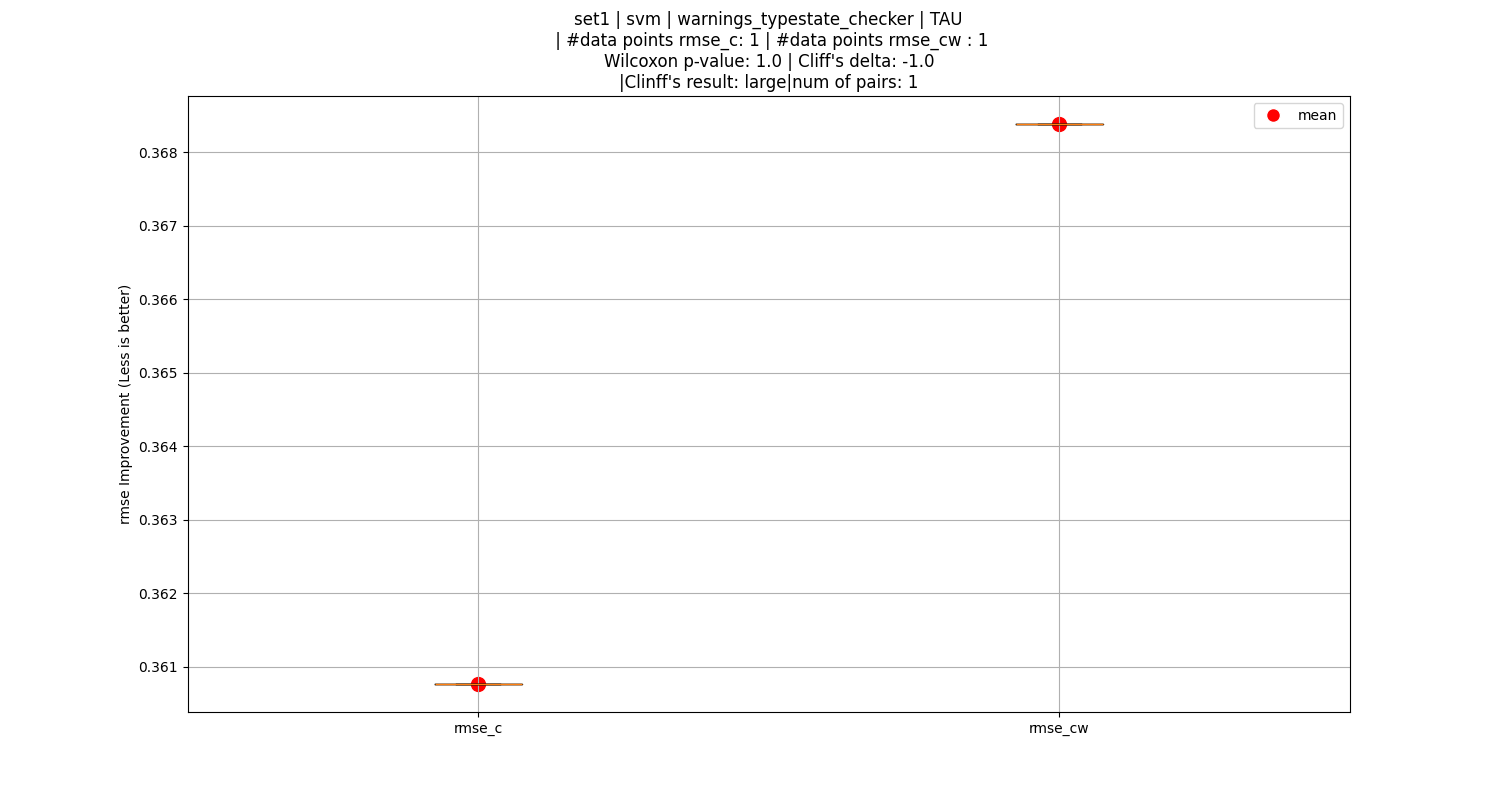 set1 | svm | warnings_typestate_checker | TAU
| #data points rmse_c: 1 | #data points rmse_cw : 1
Wilcoxon p-value: 1.0 | Cliff's delta: -1.0
|Clinff's result: large|num of pairs: 1
mean
rmse Improvement (Less is better)
0.368
0.367
0.366
0.365
0.364
0.363
0.362
0.361
rmse_c
rmse_cw